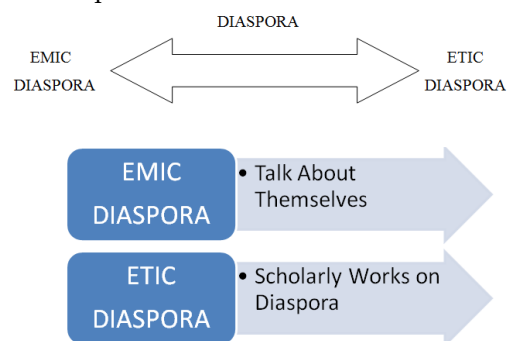 DIASPORA
EMIC
DIASPORA
ETIC
DIASPORA
EMIC
DIASPORA
• Talk About
Themselves
ETIC
DIASPORA
• Scholarly Works on
Diaspora